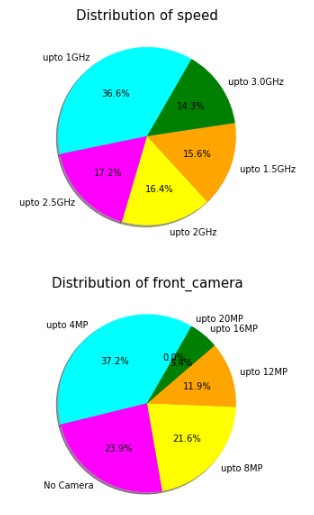 Distribution of speed
upto 1GHz
upto 3.0GHz
36.6%
14.3%
15.6%
upto 1.5GHz
17.2%
16.4%
upto 2.5GHz
upto 2GHz
Distribution of front_camera
upto 20MP
upto 4MP
upto 16MP
0.0%
37.2%
5.4%
upto 12MP
11.9%
21.6%
23.9%
upto 8MP
No Camera